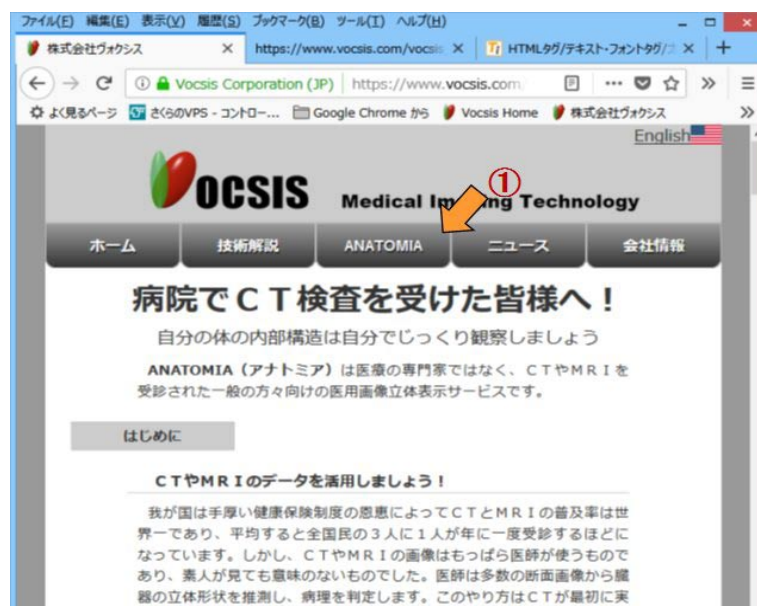 ファイル(F) 編集(E) 表示(V) 履歴(S) ブックマーク(B) ツール(T) ヘルプ(H)
株式会社ヴォクシス
https://www.vocsis.com/vocsis
HTMLタグ/テキスト・フォントタグ/
Vocsis Corporation (JP) https://www.vocsis.com
よく見るページ さくらのVPS - コントロー... Google Chrome から Vocsis Home 株式会社ヴォクシス
English
VOCSIS Medical Imaging Technology
①
ホーム 技術解説 ANATOMIA ニュース 会社情報
病院でＣＴ検査を受けた皆様へ！
自分の体の内部構造は自分でじっくり観察しましょう
ANATOMIA（アナトミア）は医療の専門家ではなく、ＣＴやＭＲＩを
受診された一般の方々向けの医用画像立体表示サービスです。
はじめに
ＣＴやＭＲＩのデータを活用しましょう！
我が国は手厚い健康保険制度の恩恵によってＣＴとＭＲＩの普及率は世
界一であり、平均すると全国民の３人に１人が年に一度受診するほどに
なっています。しかし、ＣＴやＭＲＩの画像はもっぱら医師が使うもので
あり、素人が見ても意味のないものでした。医師は多数の断面画像から臓
器の立体形状を推測し、病理を判定します。このやり方はＣＴが最初に実